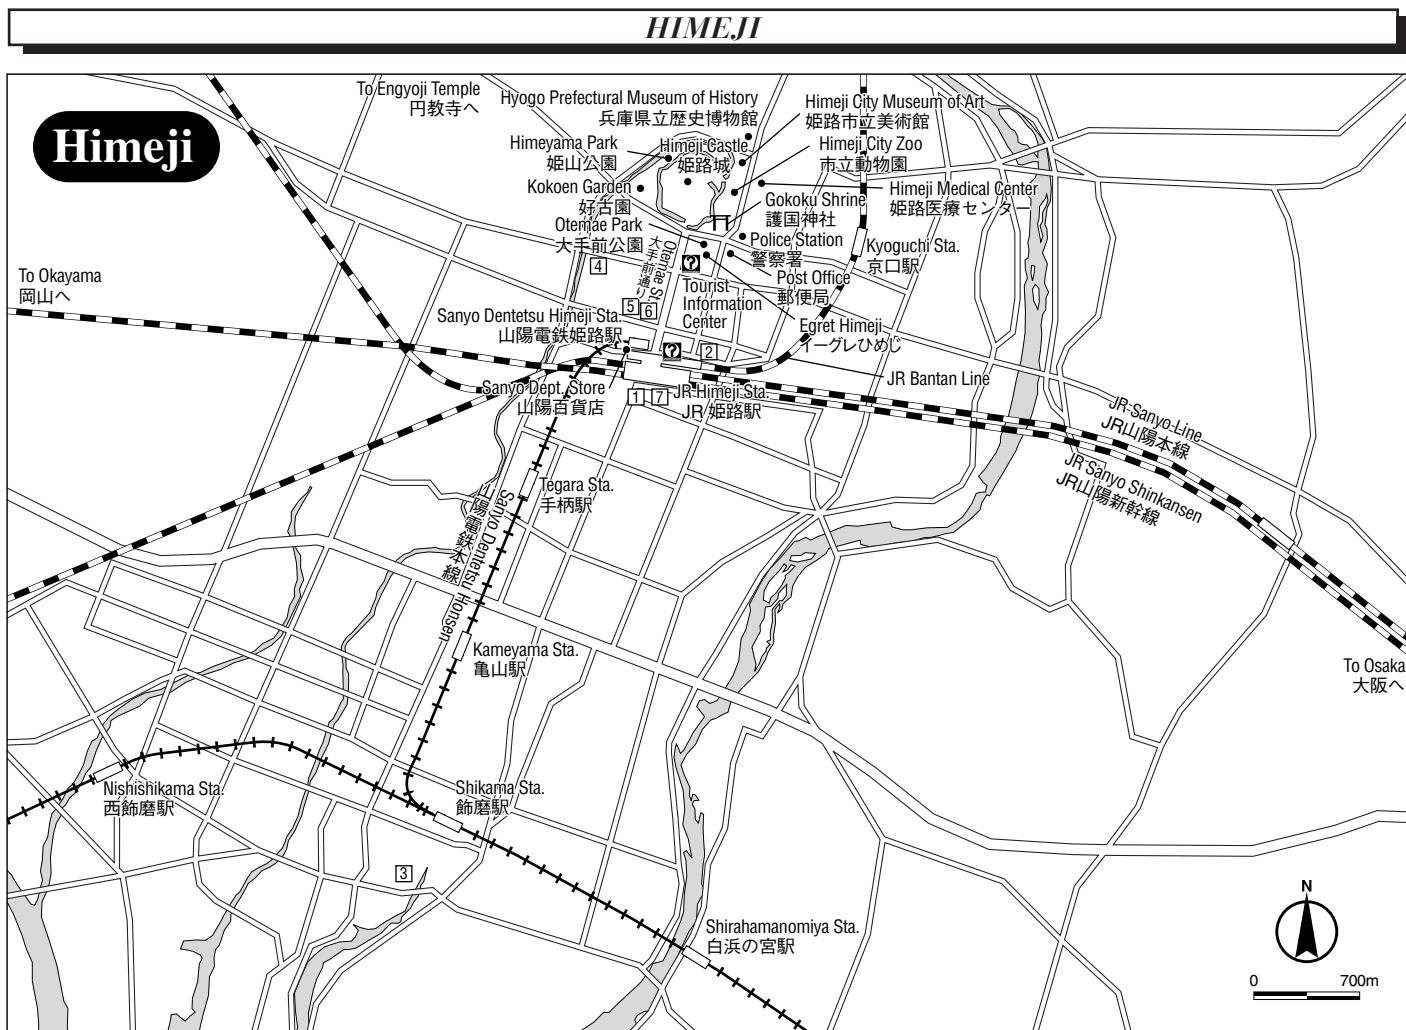 HIMEJI
Himeji
To Engyoji Temple
円教寺へ
Hyogo Prefectural Museum of History
兵庫県立歴史博物館
Himeji City Museum of Art
姫路市立美術館
Himeyama Park
姫山公園
Himeji Castle
姫路城
Himeji City Zoo
市立動物園
Kokoen Garden
好古園
Himeji Medical Center
姫路医療センター
Gokoku Shrine
護国神社
Otemae Park
大手前公園
Otemae St.
大手前通り
Police Station
警察署
Kyoguchi Sta.
京口駅
To Okayama
岡山へ
4
?
Post Office
郵便局
Tourist
Information
Center
5
6
Sanyo Dentetsu Himeji Sta.
山陽電鉄姫路駅
Egret Himeji
イーグレひめじ
?
2
JR Bantan Line
Sanyo Dept. Store
山陽百貨店
1
7
JR Himeji Sta.
JR 姫路駅
JR Sanyo Line
JR山陽本線
JR Sanyo Shinkansen
JR山陽新幹線
Tegara Sta.
手柄駅
Sanyo Dentetsu Honsen
山陽電鉄本線
Kameyama Sta.
亀山駅
To Osaka
大阪へ
Nishishikama Sta.
西飾磨駅
Shikama Sta.
飾磨駅
3
Shirahamanomiya Sta.
白浜の宮駅
N
0
700m